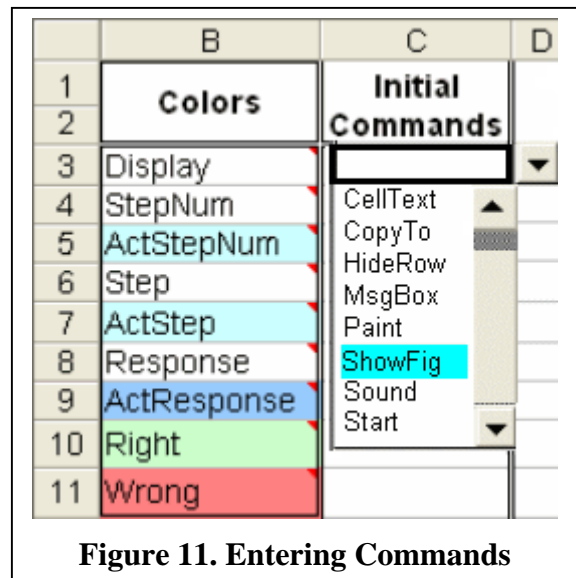 B C D
1 Colors Initial
2 Commands
3 Display
4 StepNum CellText
5 ActStepNum CopyTo
HideRow
6 Step MsgBox
7 ActStep Paint
8 Response ShowFig
9 ActResponse Sound
10 Right Start
11 Wrong
Figure 11. Entering Commands